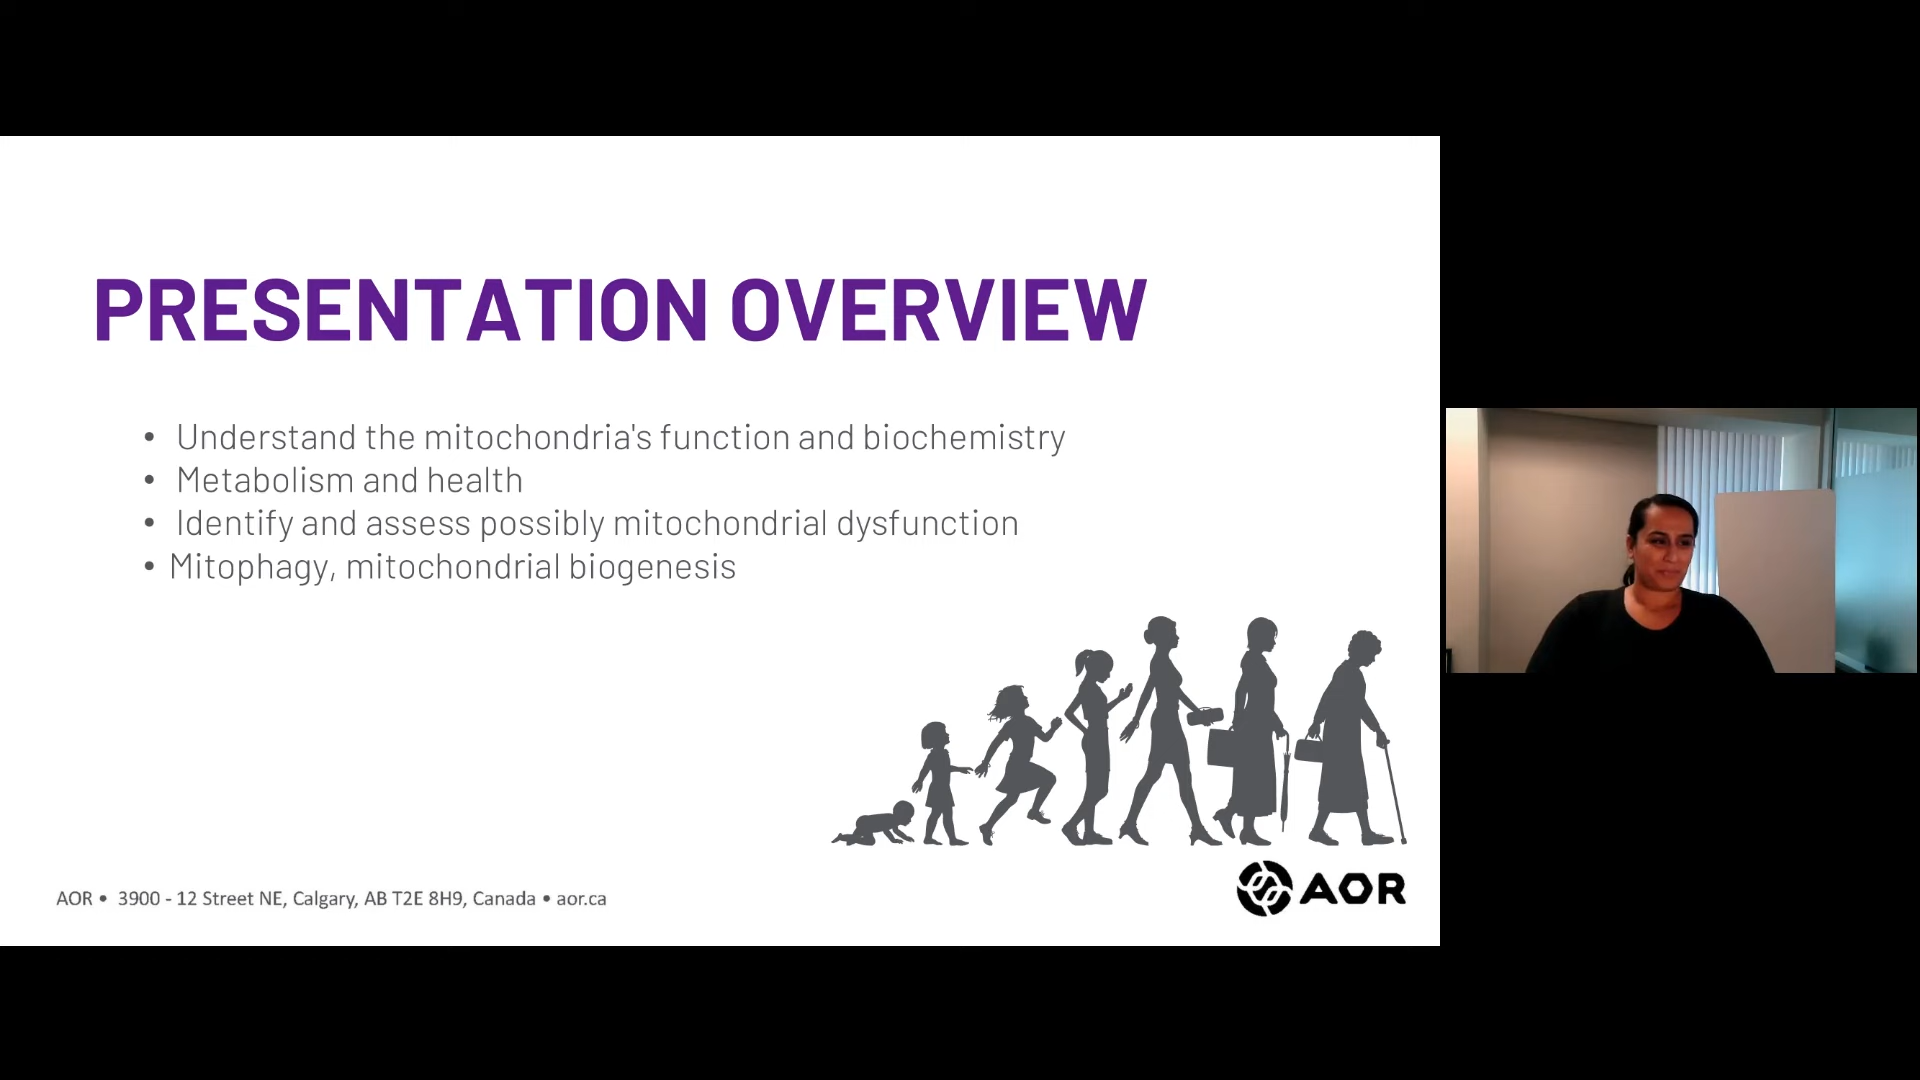 PRESENTATION OVERVIEW
• Understand the mitochondria's function and biochemistry
• Metabolism and health
• Identify and assess possibly mitochondrial dysfunction
• Mitophagy, mitochondrial biogenesis
AOR • 3900 - 12 Street NE, Calgary, AB T2E 8H9, Canada • aor.ca
AOR